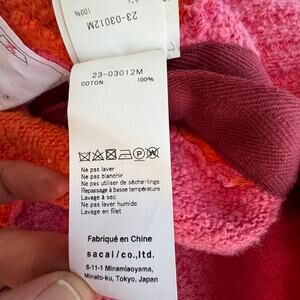 100%
23-03012M
23-03012M
COTON 100%
Ne pas laver
Ne pas blanchir
Ne pas utiliser de sèche-linge
Repassage à basse température
Lavage à sec
Ne pas laver humide
Lavage en filet
Fabriqué en Chine
sacai/co.,ltd.
6-11-1 Minamiaoyama,
Minato-ku, Tokyo, Japan